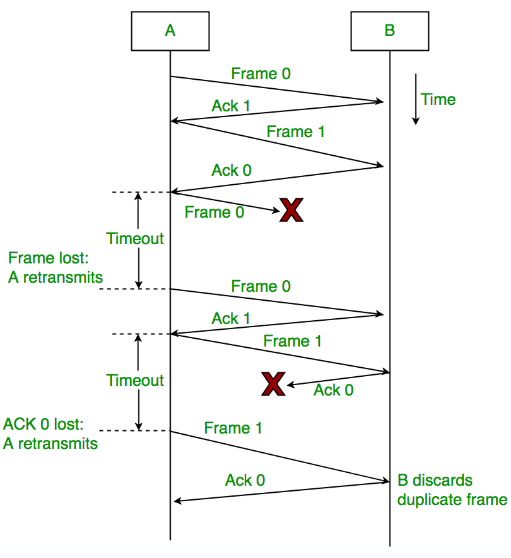 A
B
Frame 0
Time
Ack 1
Frame 1
Ack 0
Frame 0
X
Timeout
Frame lost:
A retransmits
Frame 0
Ack 1
Frame 1
Timeout
X
Ack 0
ACK 0 lost:
A retransmits
Frame 1
Ack 0
B discards
duplicate frame